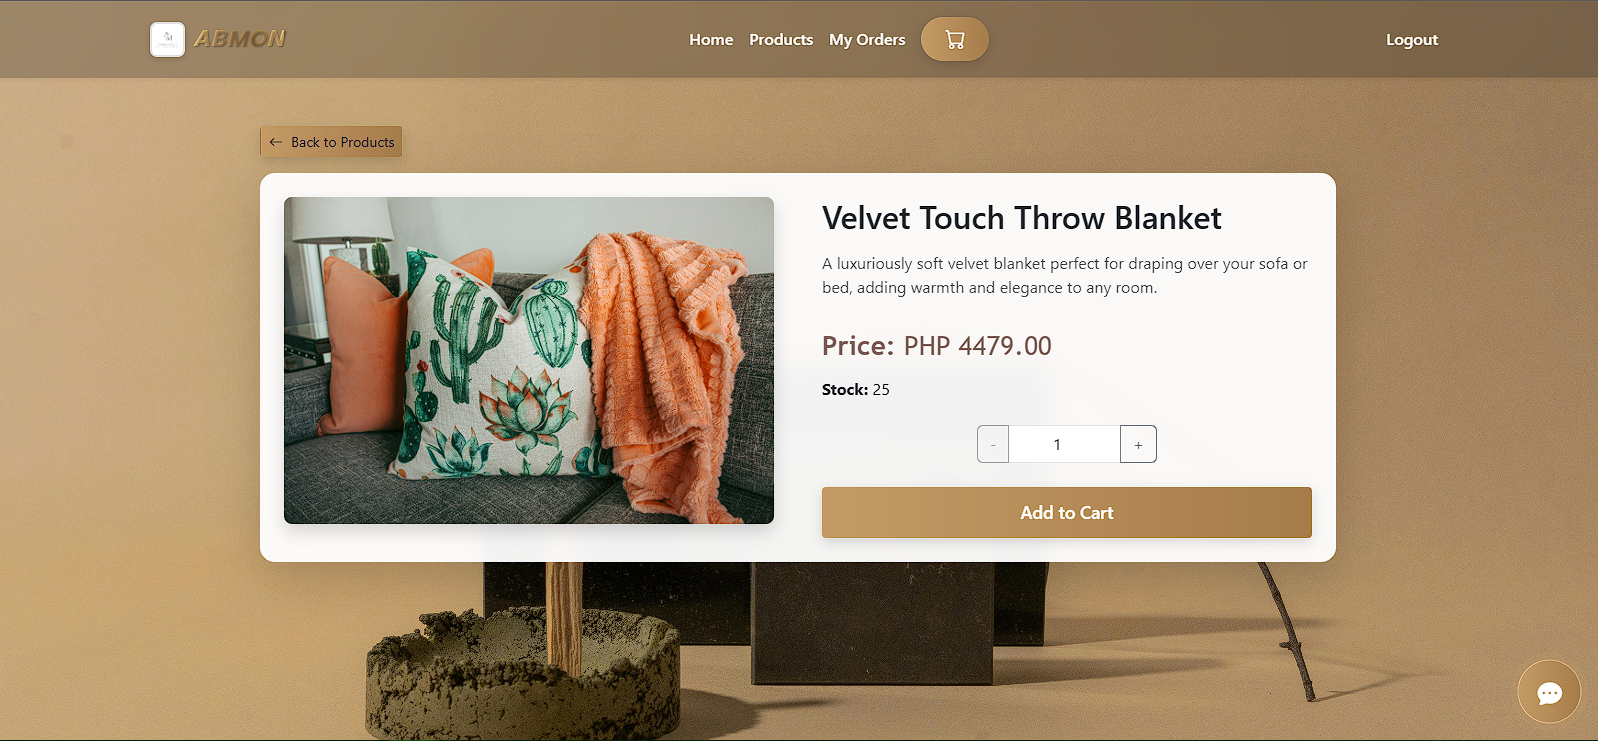 ABMON
Home Products My Orders
Logout
← Back to Products
Velvet Touch Throw Blanket
A luxuriously soft velvet blanket perfect for draping over your sofa or
bed, adding warmth and elegance to any room.
Price: PHP 4479.00
Stock: 25
- 1 +
Add to Cart